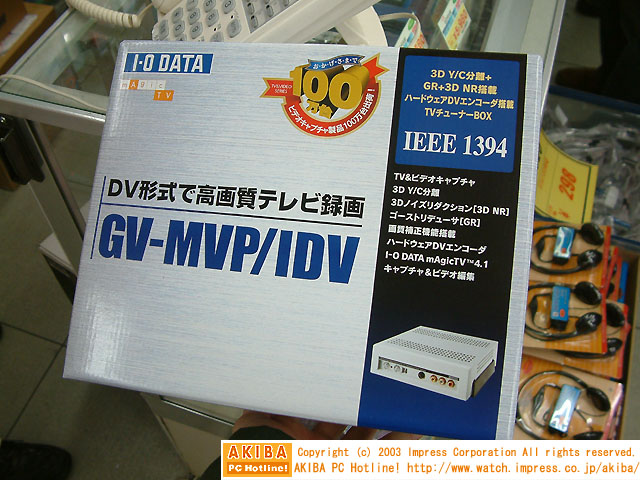 I-O DATA
mAgic
TV
TV&VIDEO
SERIES
お・か・げ・さ・ま・で
100
万台
ビデオキャプチャ製品100万台出荷!
DV形式で高画質テレビ録画
GV-MVP/IDV
3D Y/C分離+
GR+3D NR搭載
ハードウェアDVエンコーダ搭載
TVチューナーBOX
IEEE 1394
TV&ビデオキャプチャ
3D Y/C分離
3Dノイズリダクション[3D NR]
ゴーストリデューサ[GR]
画質補正機能搭載
ハードウェアDVエンコーダ
I-O DATA mAgicTV™4.1
キャプチャ&ビデオ編集
298
AKIBA
PC Hotline!
Copyright (c) 2003 Impress Corporation All rights reserved.
AKIBA PC Hotline! http://www.watch.impress.co.jp/akiba/